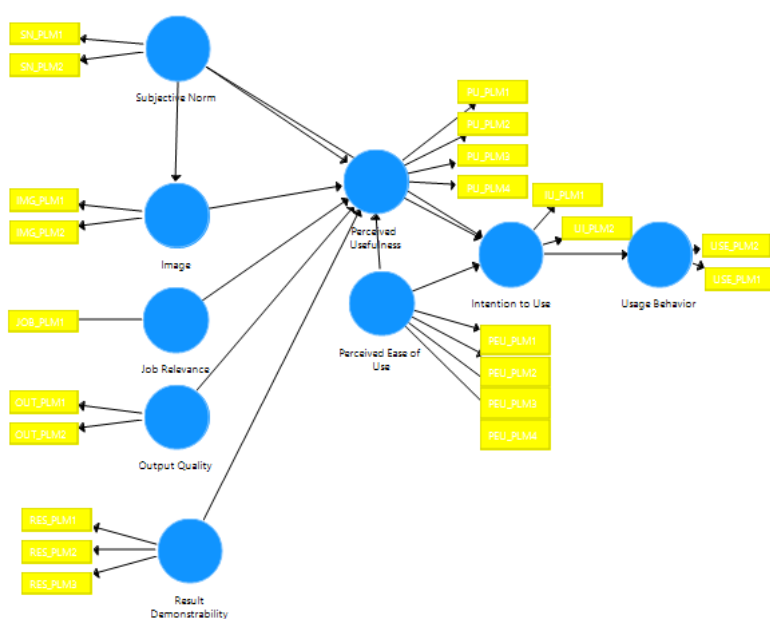 SN_PLM1
SN_PLM2
Subjective Norm
IMG_PLM1
IMG_PLM2
Image
JOB_PLM1
Job Relevance
OUT_PLM1
OUT_PLM2
Output Quality
RES_PLM1
RES_PLM2
RES_PLM3
Result
Demonstrability
PU_PLM1
PU_PLM2
PU_PLM3
PU_PLM4
Perceived
Usefulness
IU_PLM1
UI_PLM2
Intention to Use
USE_PLM2
USE_PLM1
Usage Behavior
Perceived Ease of
Use
PEU_PLM1
PEU_PLM2
PEU_PLM3
PEU_PLM4